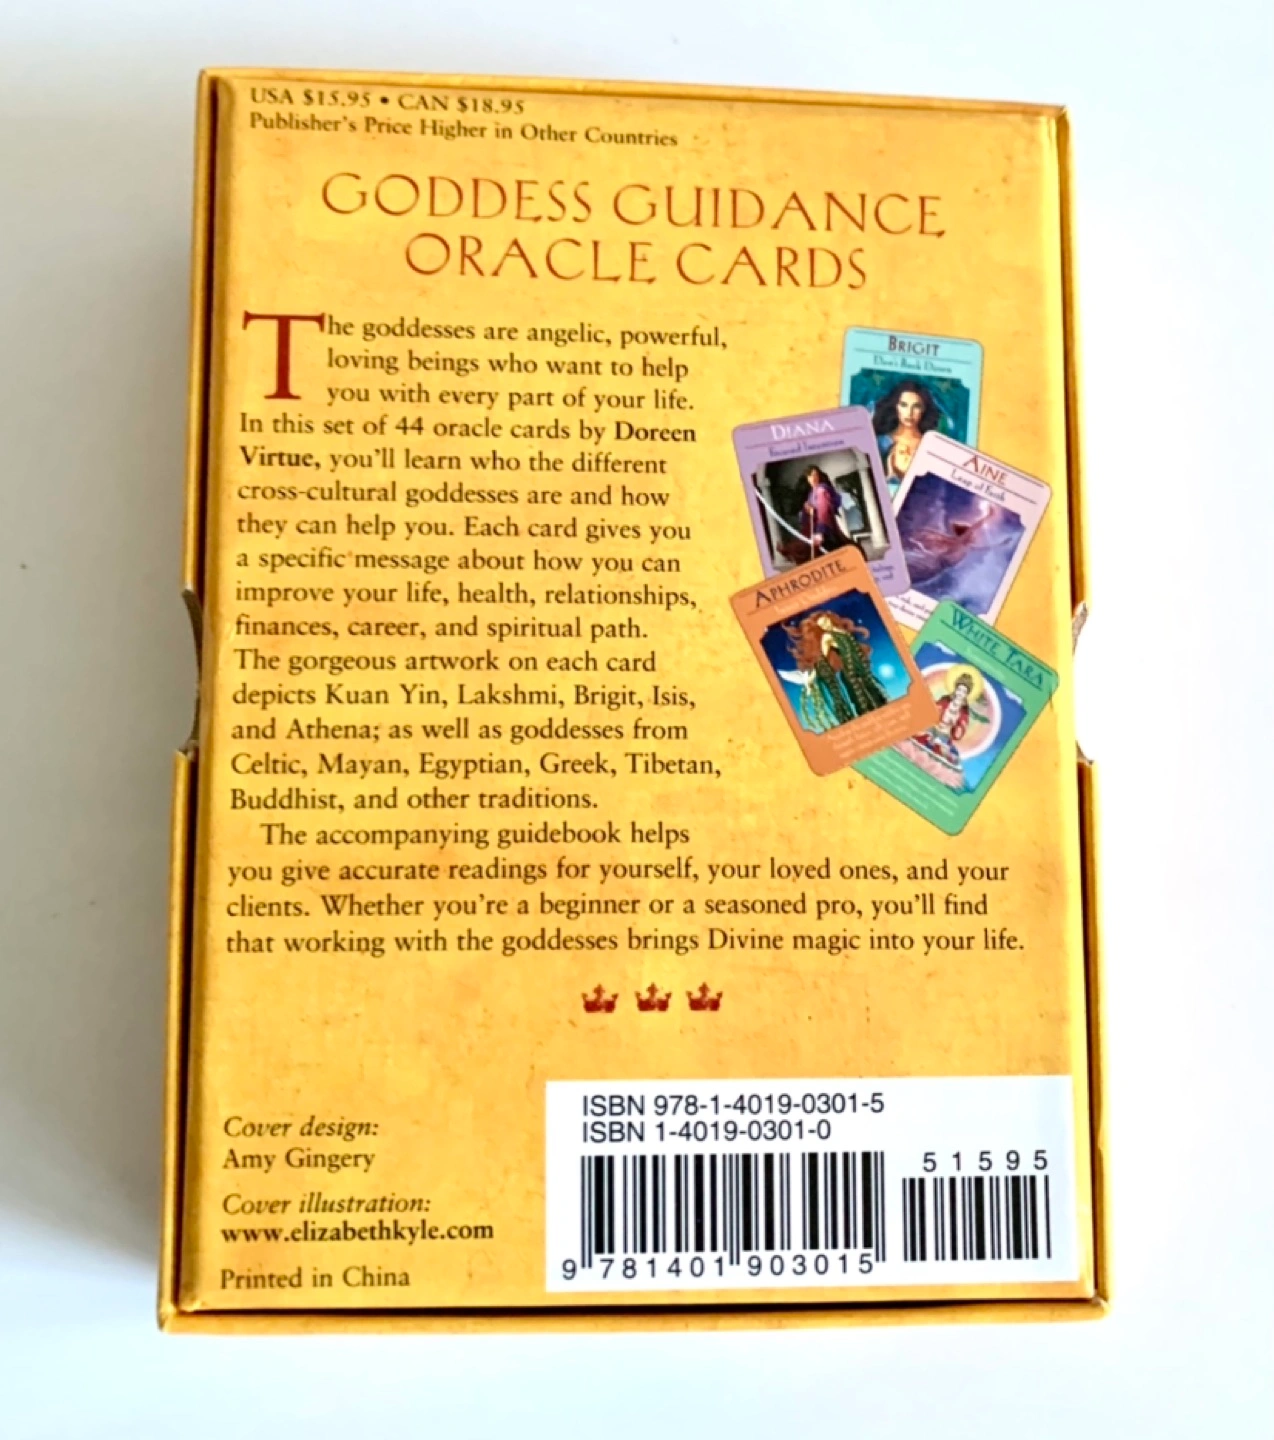 USA $15.95 • CAN $18.95
Publisher's Price Higher in Other Countries
GODDESS GUIDANCE
ORACLE CARDS
The goddesses are angelic, powerful,
loving beings who want to help
you with every part of your life.
In this set of 44 oracle cards by Doreen
Virtue, you'll learn who the different
cross-cultural goddesses are and how
they can help you. Each card gives you
a specific message about how you can
improve your life, health, relationships,
finances, career, and spiritual path.
The gorgeous artwork on each card
depicts Kuan Yin, Lakshmi, Brigit, Isis,
and Athena; as well as goddesses from
Celtic, Mayan, Egyptian, Greek, Tibetan,
Buddhist, and other traditions.
The accompanying guidebook helps
you give accurate readings for yourself, your loved ones, and your
clients. Whether you're a beginner or a seasoned pro, you'll find
that working with the goddesses brings Divine magic into your life.
BRIGIT
Don't Back Down
DIANA
Focused Intention
AINE
Leap of Faith
APHRODITE
WHITE TARA
Cover design:
Amy Gingery
Cover illustration:
www.elizabethkyle.com
Printed in China
ISBN 978-1-4019-0301-5
ISBN 1-4019-0301-0
51595
9 781401 903015